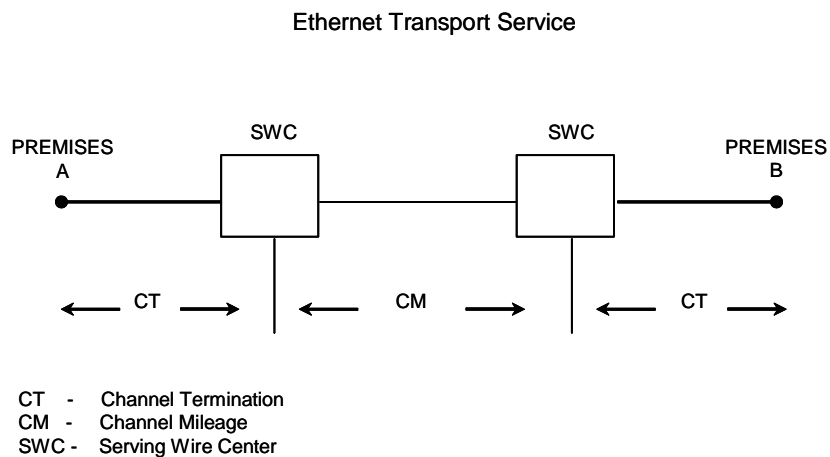 Ethernet Transport Service
SWC
SWC
PREMISES
A
PREMISES
B
CT
CM
CT
CT - Channel Termination
CM - Channel Mileage
SWC - Serving Wire Center